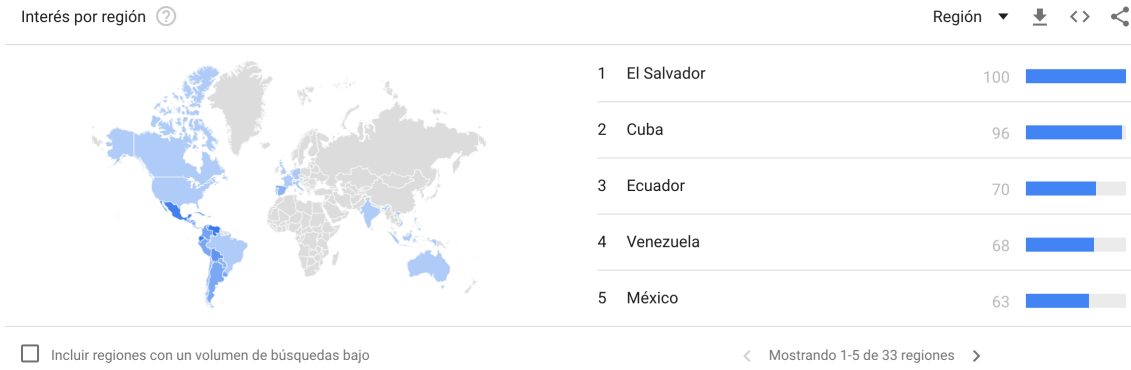 Interés por región
Región
1 El Salvador 100
2 Cuba 96
3 Ecuador 70
4 Venezuela 68
5 México 63
Incluir regiones con un volumen de búsquedas bajo
Mostrando 1-5 de 33 regiones